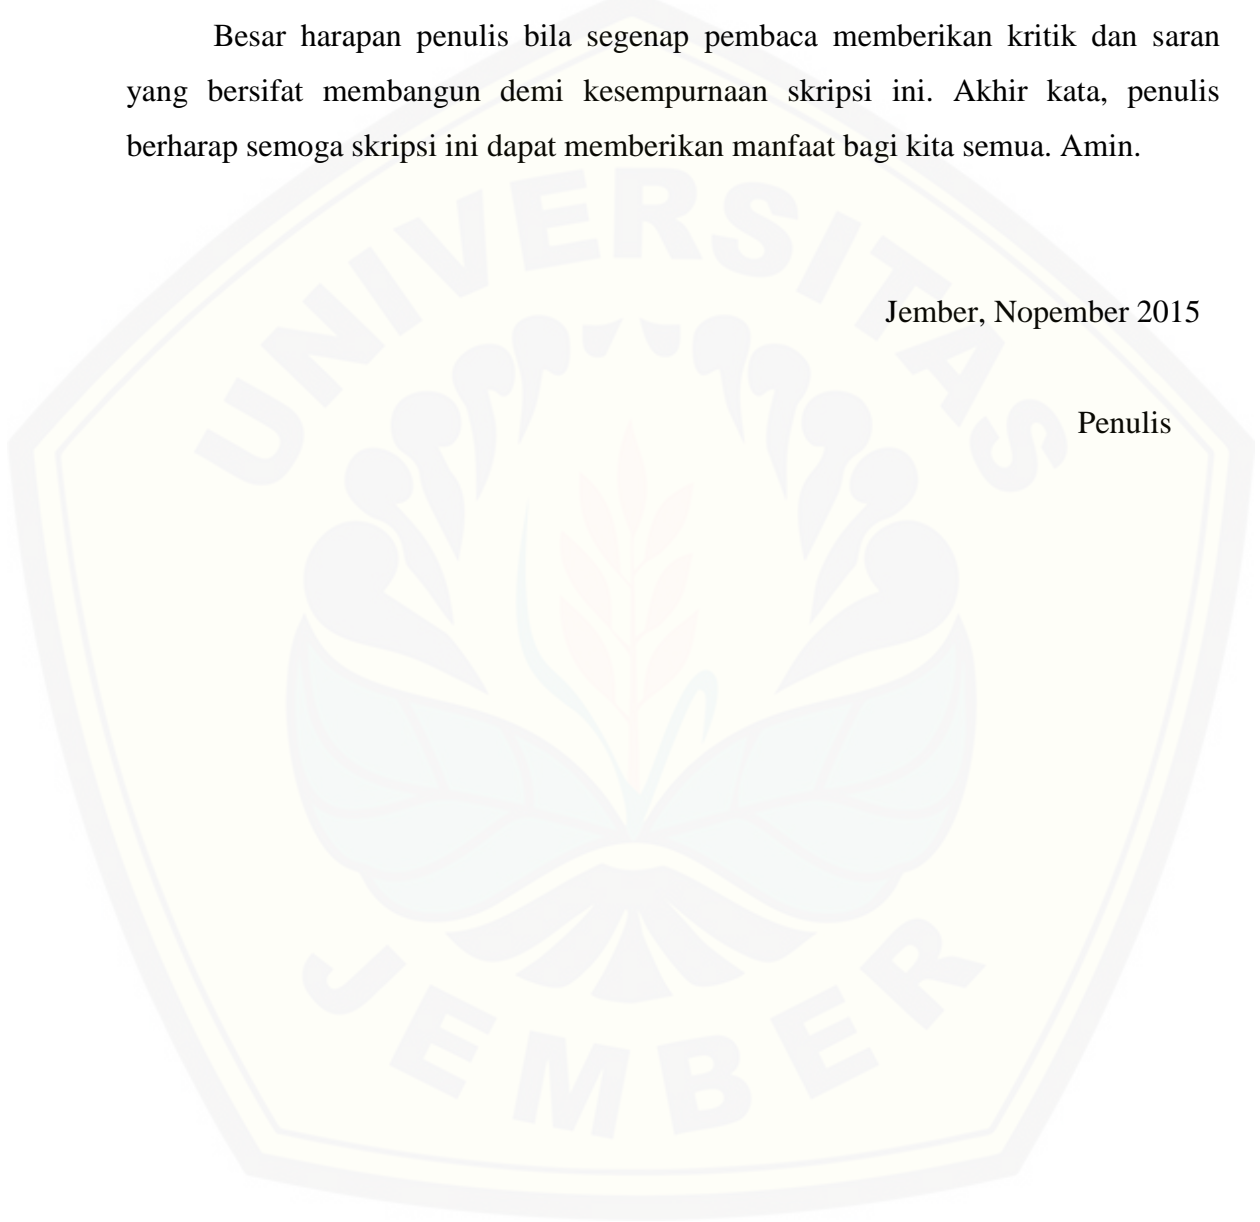 Besar harapan penulis bila segenap pembaca memberikan kritik dan saran
yang bersifat membangun demi kesempurnaan skripsi ini. Akhir kata, penulis
berharap semoga skripsi ini dapat memberikan manfaat bagi kita semua. Amin.
UNIVERSITAS
Jember, Nopember 2015
Penulis
JEMBER